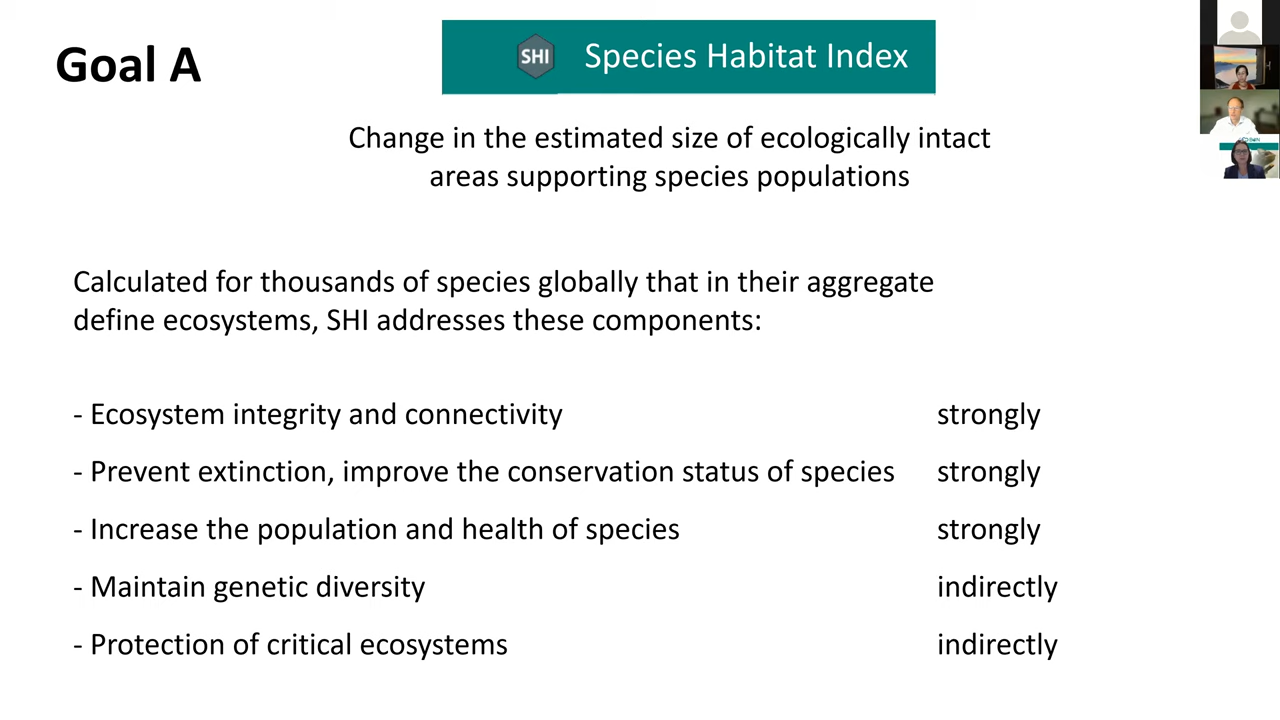 Goal A
SHI Species Habitat Index
Change in the estimated size of ecologically intact
areas supporting species populations
Calculated for thousands of species globally that in their aggregate
define ecosystems, SHI addresses these components:
- Ecosystem integrity and connectivity strongly
- Prevent extinction, improve the conservation status of species strongly
- Increase the population and health of species strongly
- Maintain genetic diversity indirectly
- Protection of critical ecosystems indirectly